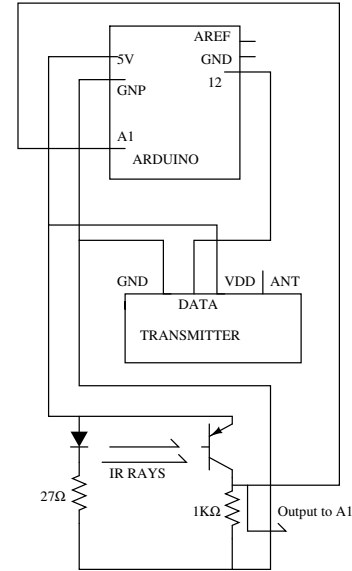 AREF
5V
GND
GNP
12
A1
ARDUINO
GND
VDD
ANT
DATA
TRANSMITTER
IR RAYS
27Ω
1KΩ
Output to A1